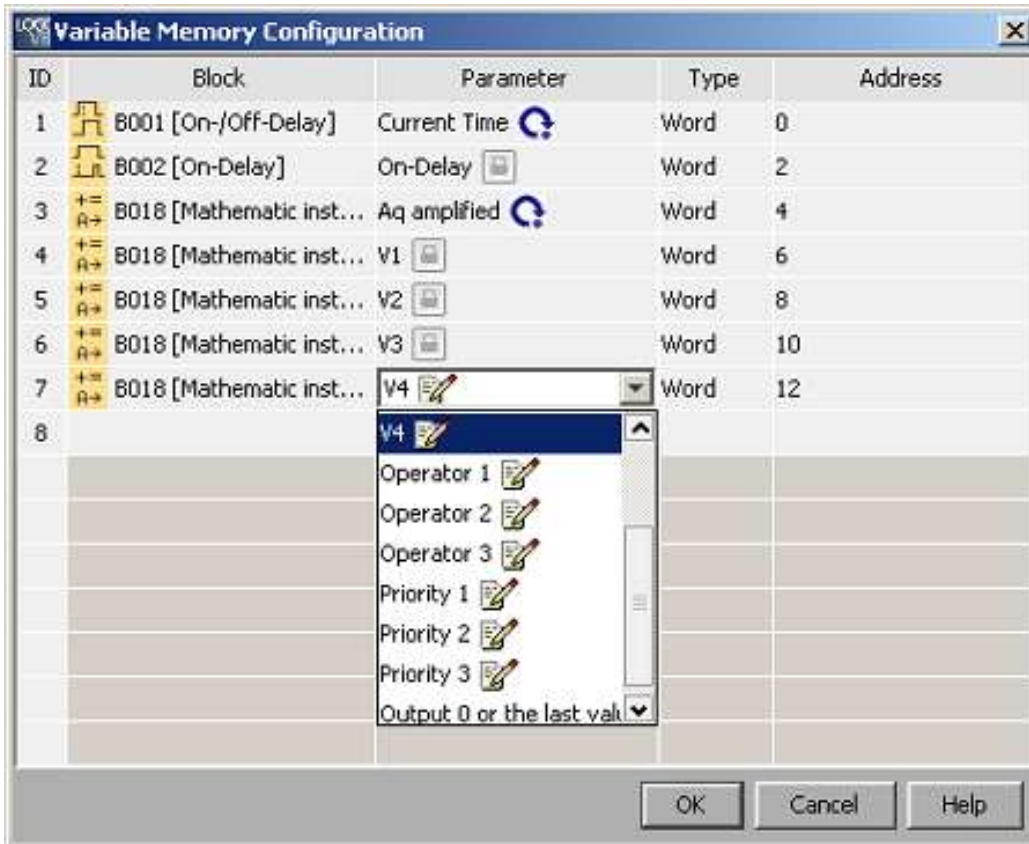 Variable Memory Configuration
ID Block Parameter Type Address
1 B001 [On-/Off-Delay] Current Time Word 0
2 B002 [On-Delay] On-Delay Word 2
3 B018 [Mathematic inst... Aq amplified Word 4
4 B018 [Mathematic inst... V1 Word 6
5 B018 [Mathematic inst... V2 Word 8
6 B018 [Mathematic inst... V3 Word 10
7 B018 [Mathematic inst... V4 Word 12
8 V4
Operator 1
Operator 2
Operator 3
Priority 1
Priority 2
Priority 3
Output 0 or the last
OK Cancel Help